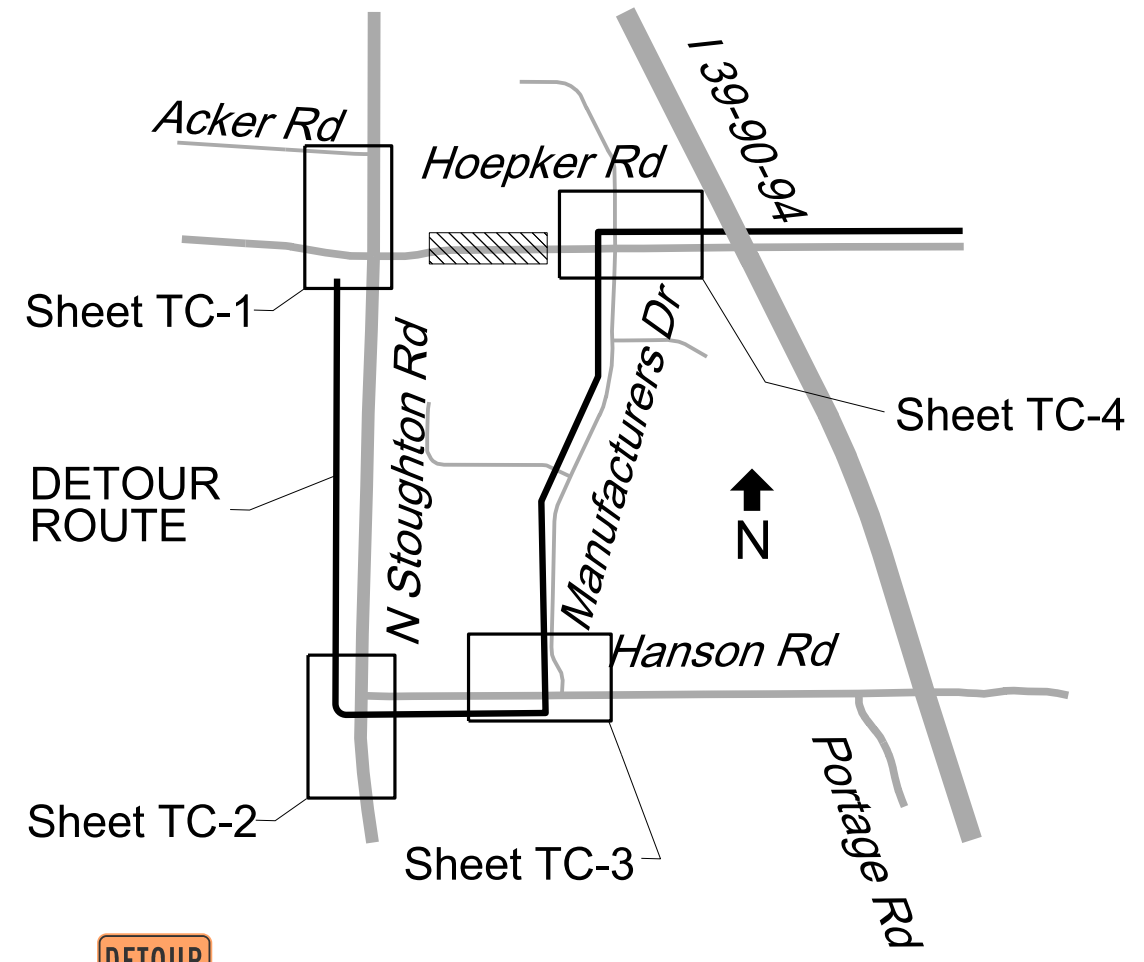 I 39-90-94
Acker Rd
Hoepker Rd
Sheet TC-1
N Stoughton Rd
Manufacturers Dr
Sheet TC-4
DETOUR
ROUTE
N
Hanson Rd
Portage Rd
Sheet TC-2
Sheet TC-3
DETOUR